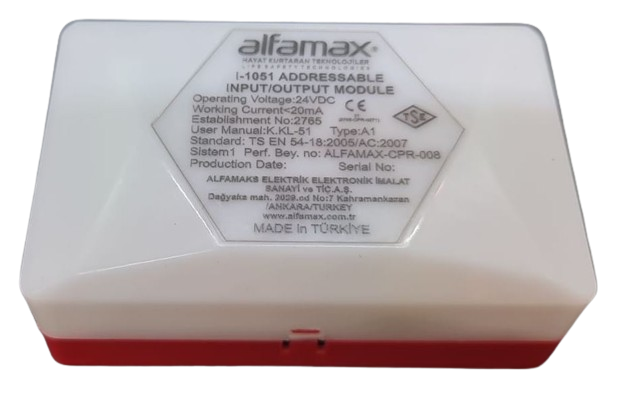 alfamax®
HAYAT KURTARAN TEKNOLOJİLER
LIFE SAFETY TECHNOLOGIES
I-1051 ADDRESSABLE
INPUT/OUTPUT MODULE
Operating Voltage:24VDC
Working Current<20mA CE
Establishment No:2765 TSE
User Manual:K.KL-51 Type:A1
Standard: TS EN 54-18:2005/AC:2007
Sistem1 Perf. Bey. no: ALFAMAX-CPR-008
Production Date: Serial No:
ALFAMAKS ELEKTRİK ELEKTRONİK İMALAT
SANAYİ ve TİC.A.Ş.
Dağyaka mah. 2029.cd No:7 Kahramankazan
/ANKARA/TURKEY
www.alfamax.com.tr
MADE in TÜRKİYE